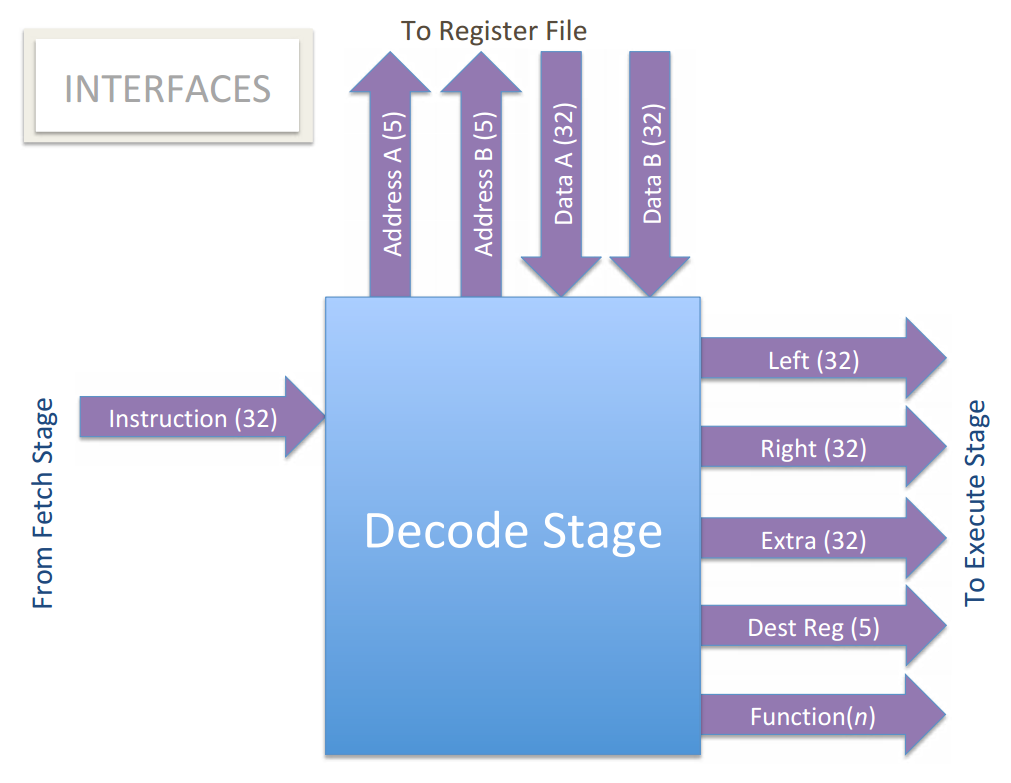 To Register File
INTERFACES
Address A (5)
Address B (5)
Data A (32)
Data B (32)
From Fetch Stage
Instruction (32)
Decode Stage
Left (32)
Right (32)
Extra (32)
Dest Reg (5)
Function(n)
To Execute Stage